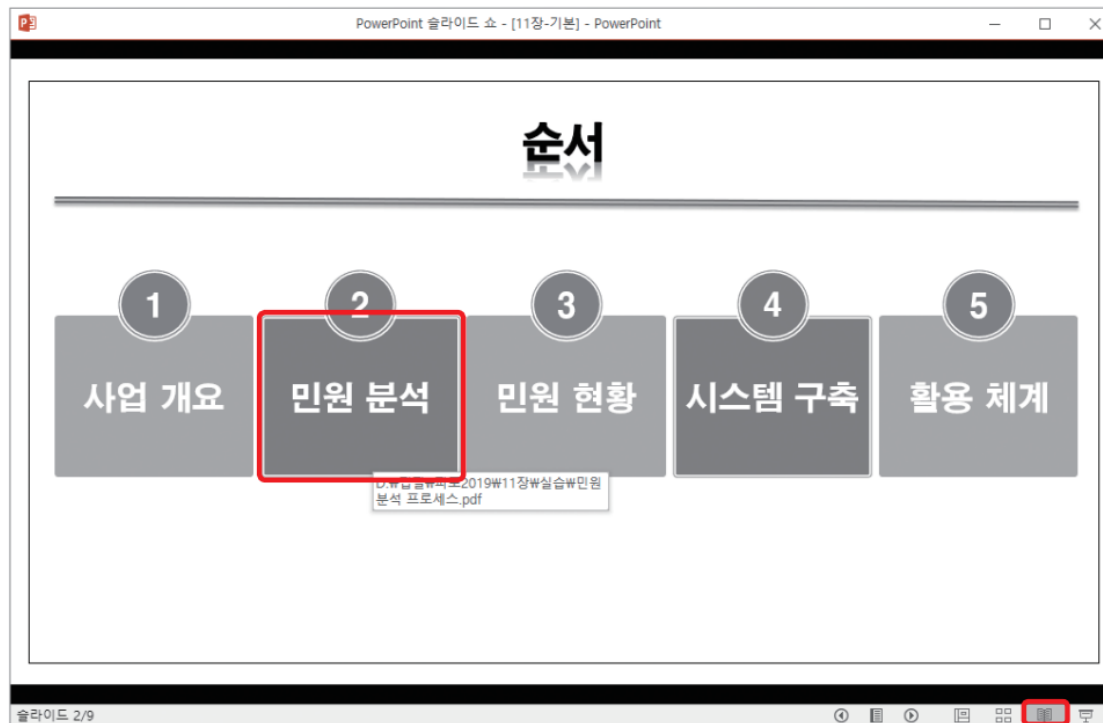 PowerPoint 슬라이드 쇼 - [11장-기본] - PowerPoint
순서
1
2
3
4
5
사업 개요
민원 분석
민원 현황
시스템 구축
활용 체계
2019₩11장₩실습₩민원
분석 프로세스.pdf
슬라이드 2/9